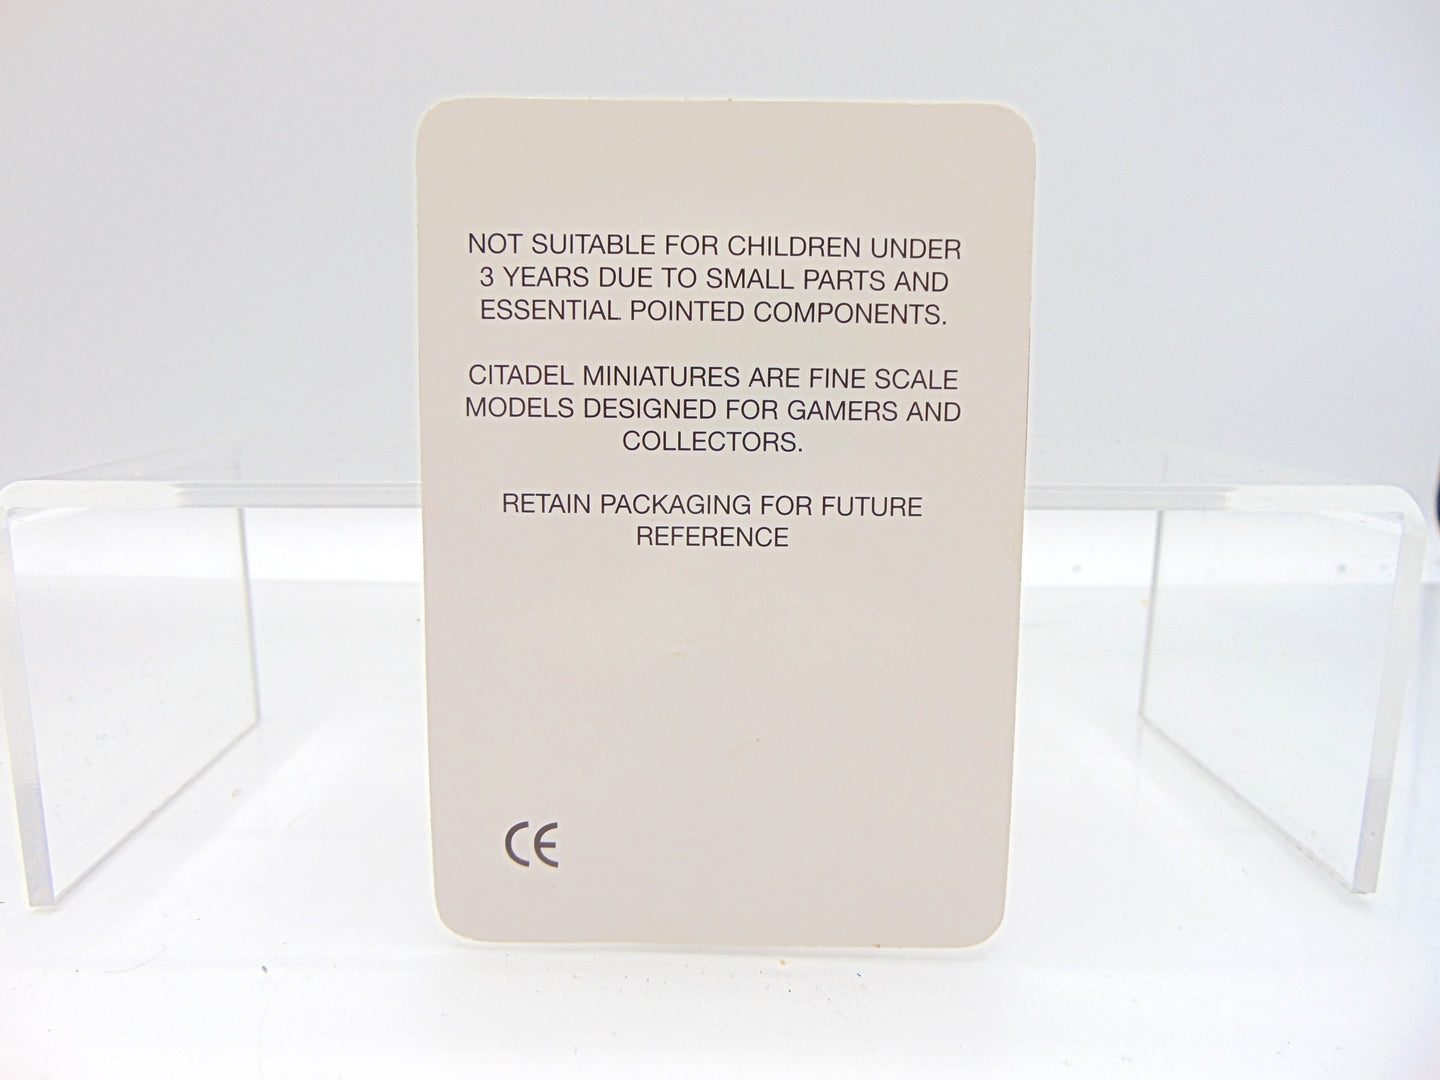 NOT SUITABLE FOR CHILDREN UNDER
3 YEARS DUE TO SMALL PARTS AND
ESSENTIAL POINTED COMPONENTS.
CITADEL MINIATURES ARE FINE SCALE
MODELS DESIGNED FOR GAMERS AND
COLLECTORS.
RETAIN PACKAGING FOR FUTURE
REFERENCE
CE